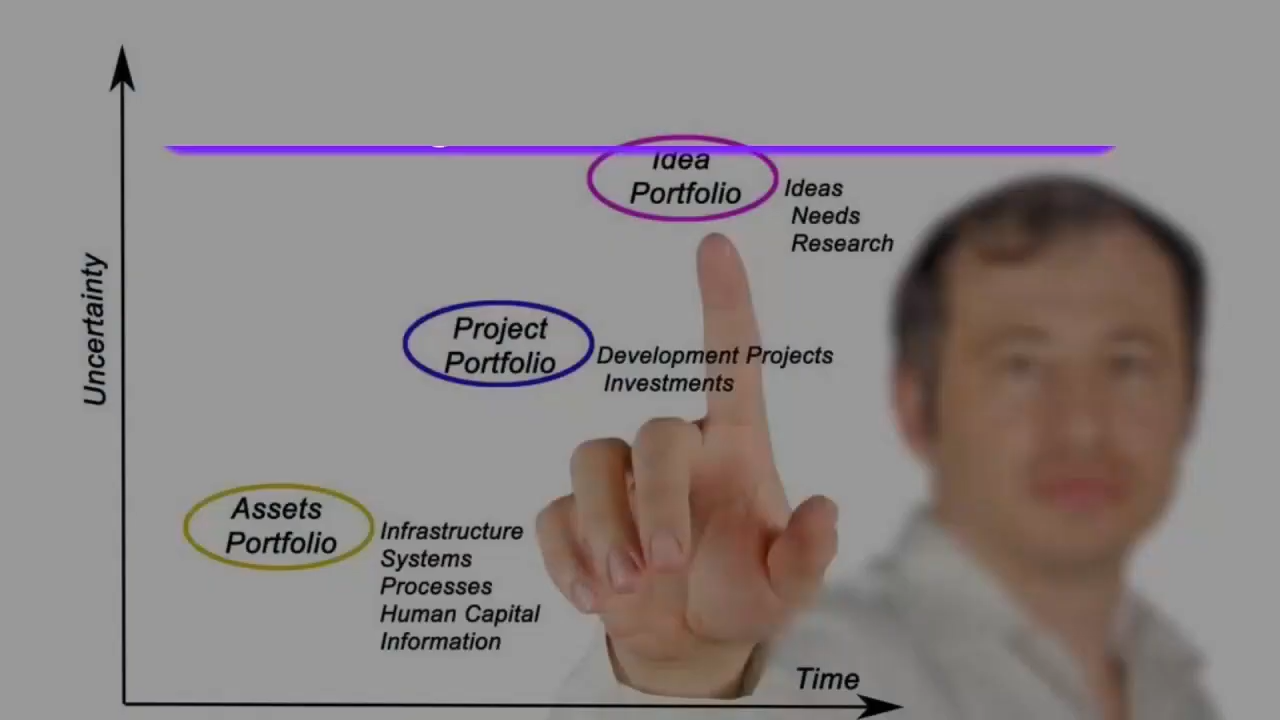 Idea
Portfolio
Ideas
Needs
Research
Uncertainty
Project
Portfolio
Development Projects
Investments
Assets
Portfolio
Infrastructure
Systems
Processes
Human Capital
Information
Time